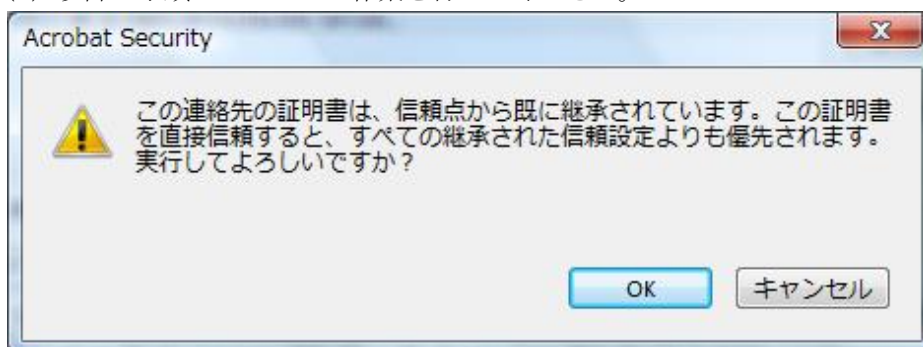 Acrobat Security
この連絡先の証明書は、信頼点から既に継承されています。この証明書
を直接信頼すると、すべての継承された信頼設定よりも優先されます。
実行してよろしいですか？
OK
キャンセル